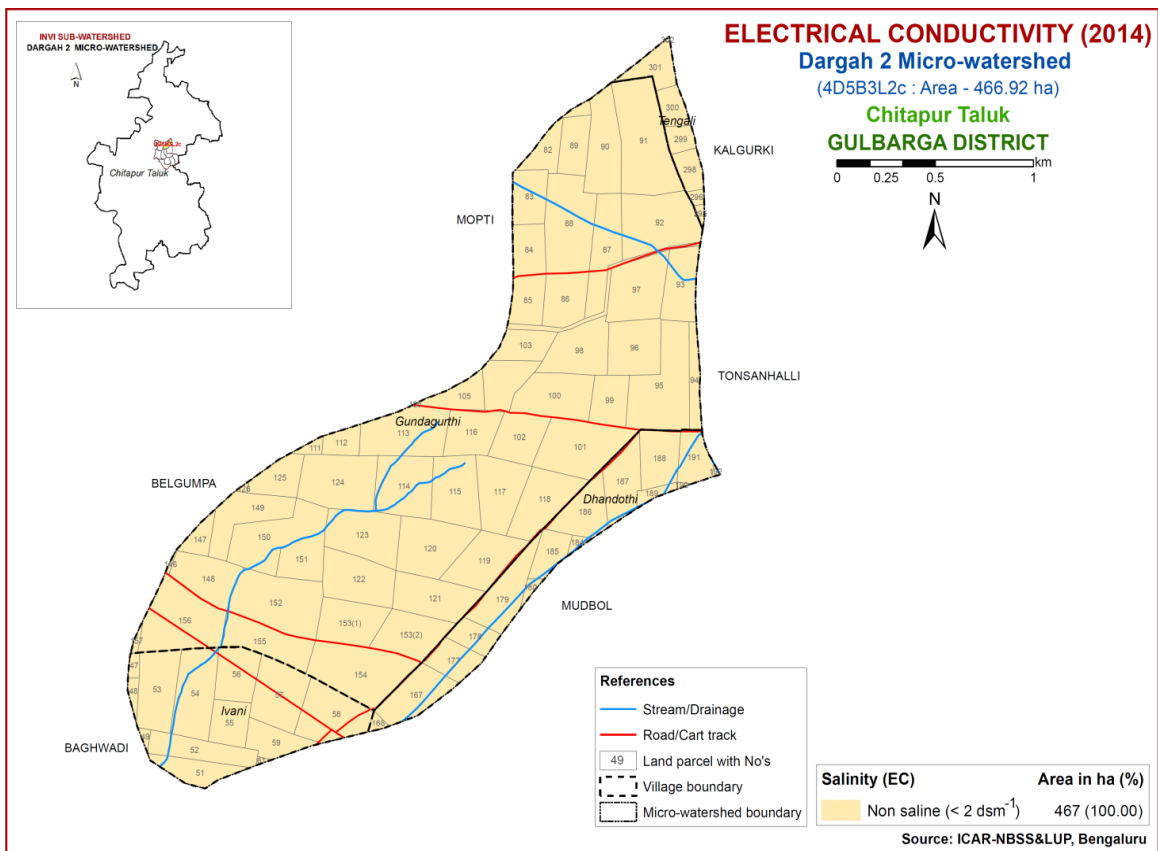 INVI SUB-WATERSHED
DARGAH 2 MICRO-WATERSHED
N
Chitapur Taluk
ELECTRICAL CONDUCTIVITY (2014)
Dargah 2 Micro-watershed
(4D5B3L2c : Area - 466.92 ha)
Chitapur Taluk
GULBARGA DISTRICT
km
0 0.25 0.5 1
N
301
300
Tengali
299
298
KALGURKI
82 89 90 91
83
88
92
MOPTI
84
87
85 86 97 93
103 98 96
TONSANHALLI
95 94
105 100 99
Gundagurthi
111 112 113 116 102 101
188 191
187
Dhandothi
189
186
BELGUMPA
125 124 114 115 117 118
149
150 123
147 151 120 119 185
148 122
152 121 179
MUDBOL
156 153(1) 153(2)
155 178
177
154
47 53 54 56
48 57 167
Ivani
55 58 166
59
BAGHWADI
52
51
References
Stream/Drainage
Road/Cart track
49 Land parcel with No's
Village boundary
Micro-watershed boundary
Salinity (EC) Area in ha (%)
Non saline (< 2 dsm⁻¹) 467 (100.00)
Source: ICAR-NBSS&LUP, Bengaluru